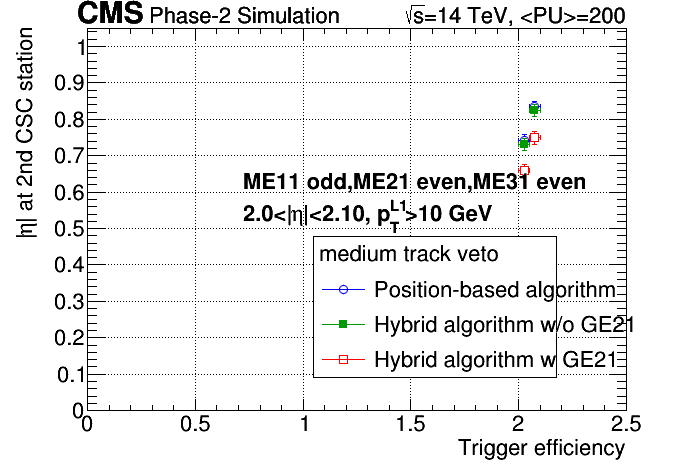 CMS Phase-2 Simulation
√s=14 TeV, <PU>=200
|η| at 2nd CSC station
1
0.9
0.8
0.7
0.6
0.5
0.4
0.3
0.2
0.1
0
ME11 odd,ME21 even,ME31 even
2.0<|η|<2.10, p_T^L1>10 GeV
medium track veto
Position-based algorithm
Hybrid algorithm w/o GE21
Hybrid algorithm w GE21
0 0.5 1 1.5 2 2.5
Trigger efficiency